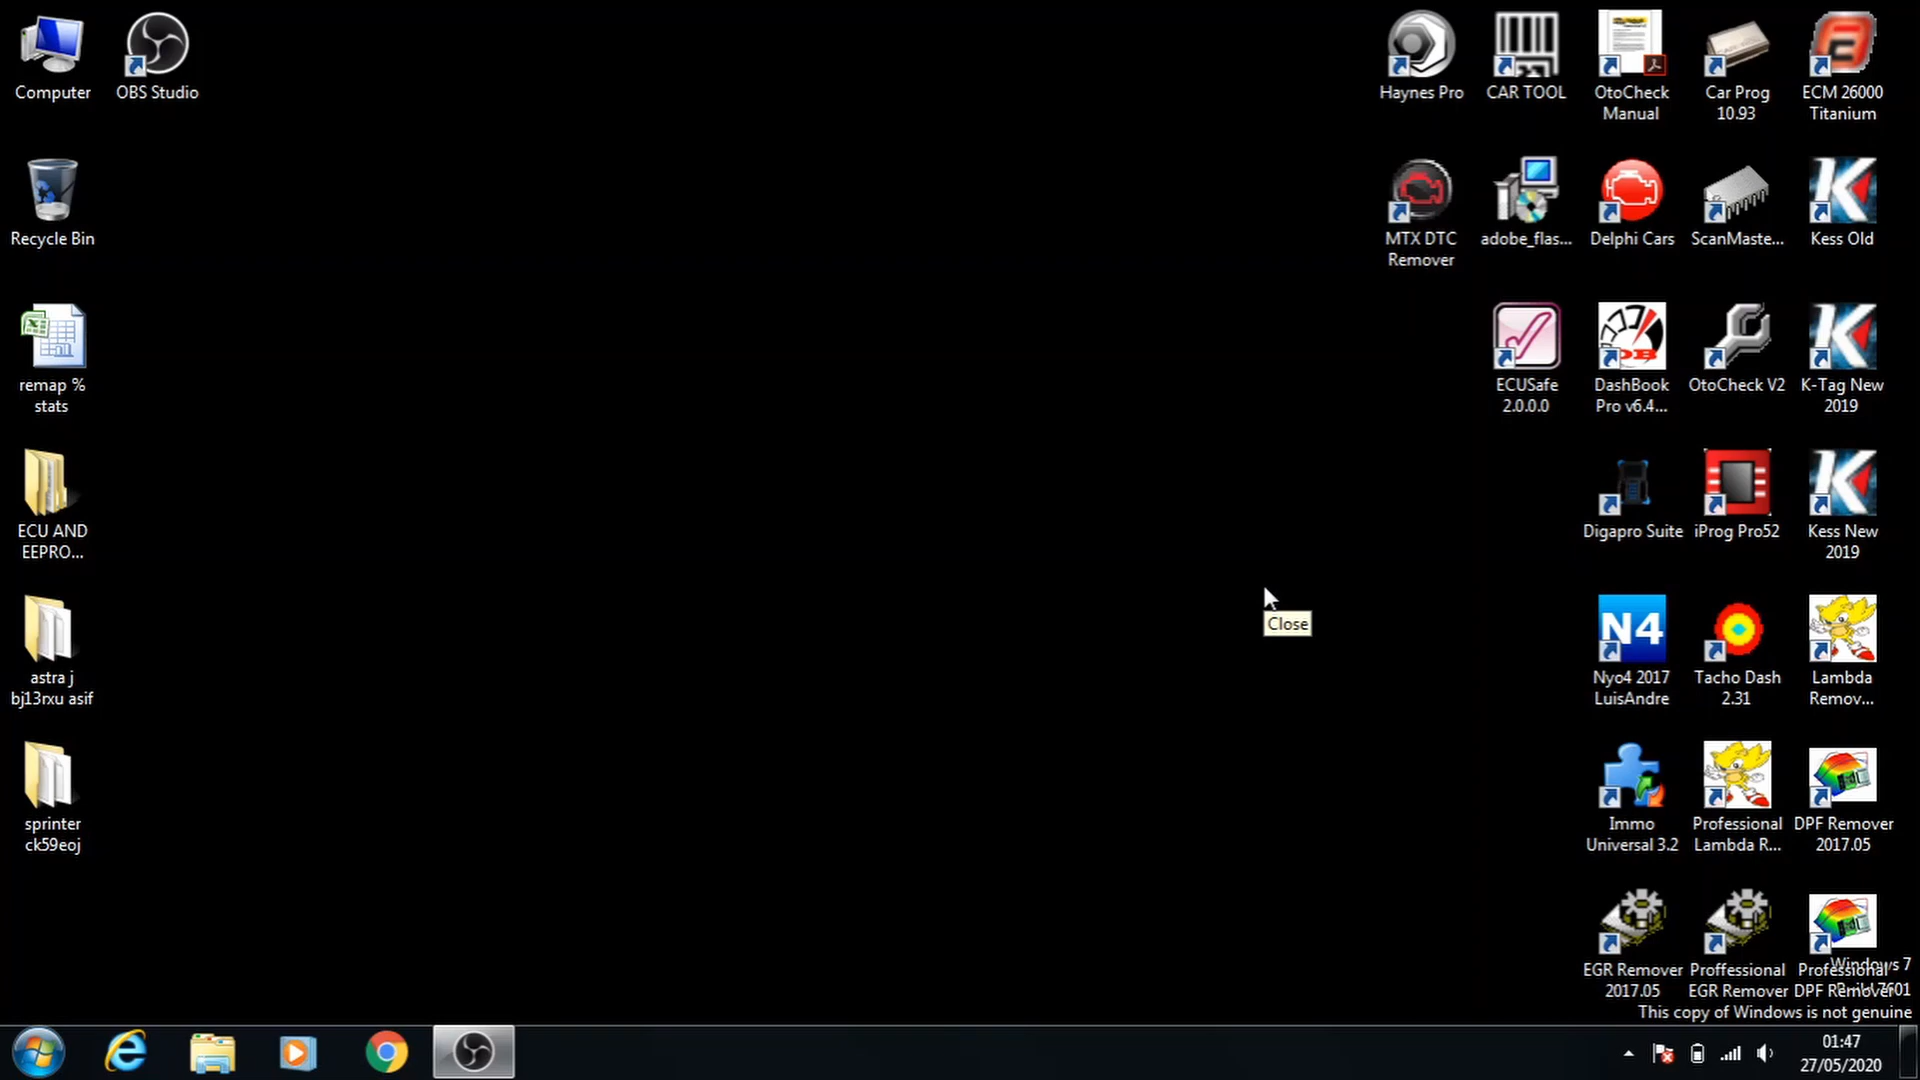 Computer
OBS Studio
Haynes Pro
CAR TOOL
OtoCheck
Manual
Car Prog
10.93
ECM 26000
Titanium
Recycle Bin
MTX DTC
Remover
adobe_flas...
Delphi Cars
ScanMaste...
Kess Old
remap %
stats
ECUSafe
2.0.0.0
DashBook
Pro v6.4...
OtoCheck V2
K-Tag New
2019
ECU AND
EEPRO...
Digapro Suite
iProg Pro52
Kess New
2019
Close
astra j
bj13rxu asif
N4
Nyo4 2017
LuisAndre
Tacho Dash
2.31
Lambda
Remov...
sprinter
ck59eoj
Immo
Universal 3.2
Professional
Lambda R...
DPF Remover
2017.05
EGR Remover
2017.05
Proffessional
EGR Remover
Professional
DPF Remover
Windows 7
Build 7601
This copy of Windows is not genuine
01:47
27/05/2020